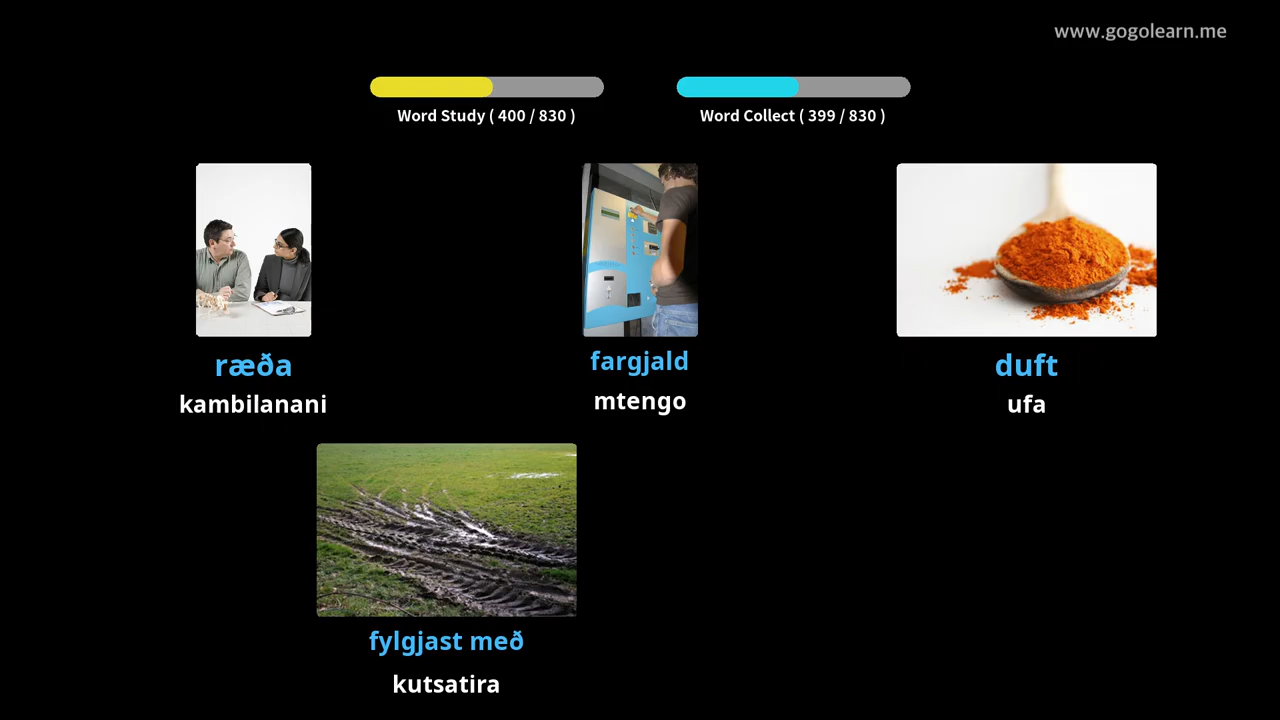 www.gogolearn.me
Word Study ( 400 / 830 )
Word Collect ( 399 / 830 )
ræða
kambilanani
fargjald
mtengo
duft
ufa
fylgjast með
kutsatira